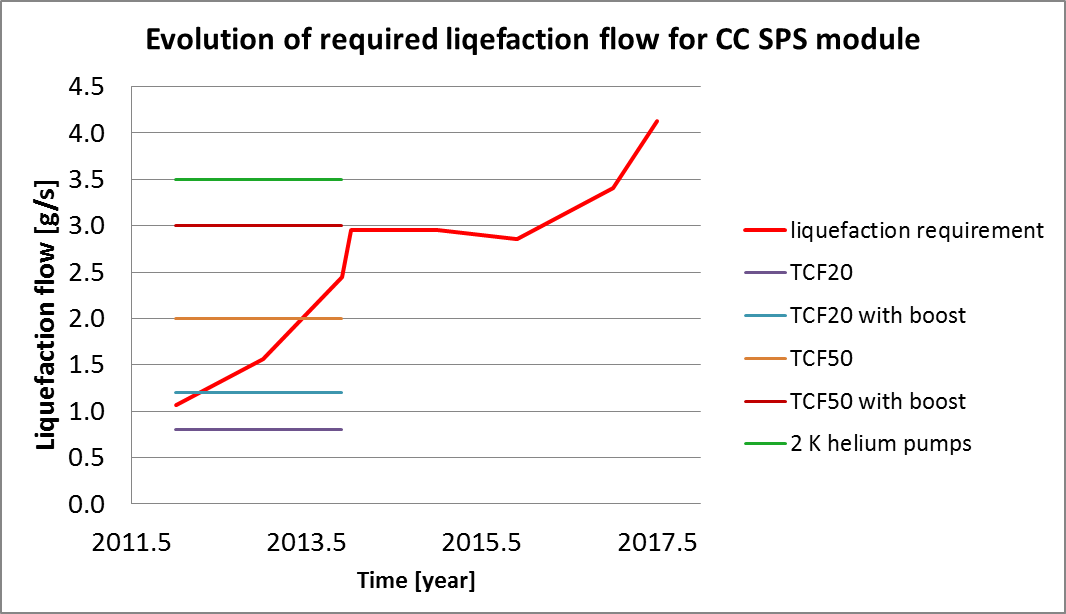 Evolution of required liqefaction flow for CC SPS module
4.5
4.0
3.5
3.0
2.5
2.0
1.5
1.0
0.5
0.0
Liquefaction flow [g/s]
2011.5 2013.5 2015.5 2017.5
Time [year]
liquefaction requirement
TCF20
TCF20 with boost
TCF50
TCF50 with boost
2 K helium pumps